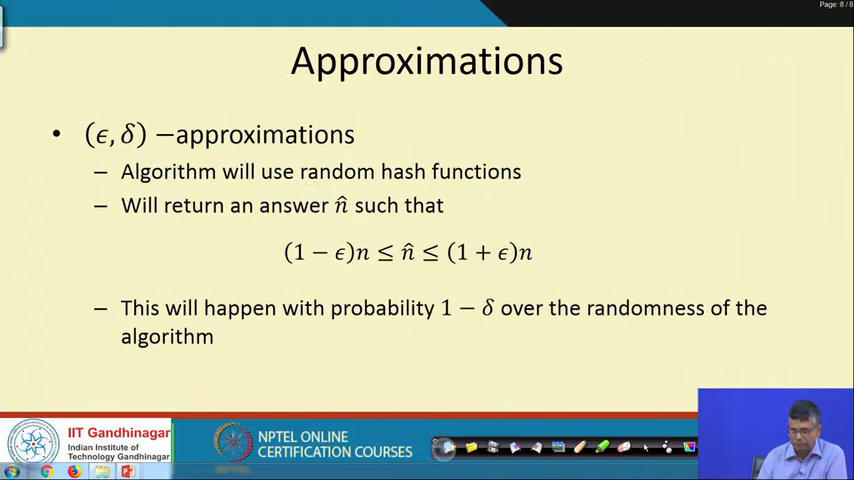 Page: 8 / 8
Approximations
• (ϵ, δ) −approximations
– Algorithm will use random hash functions
– Will return an answer n̂ such that
(1 − ϵ)n ≤ n̂ ≤ (1 + ϵ)n
– This will happen with probability 1 − δ over the randomness of the
algorithm
IIT Gandhinagar
Indian Institute of
Technology Gandhinagar
NPTEL ONLINE
CERTIFICATION COURSES